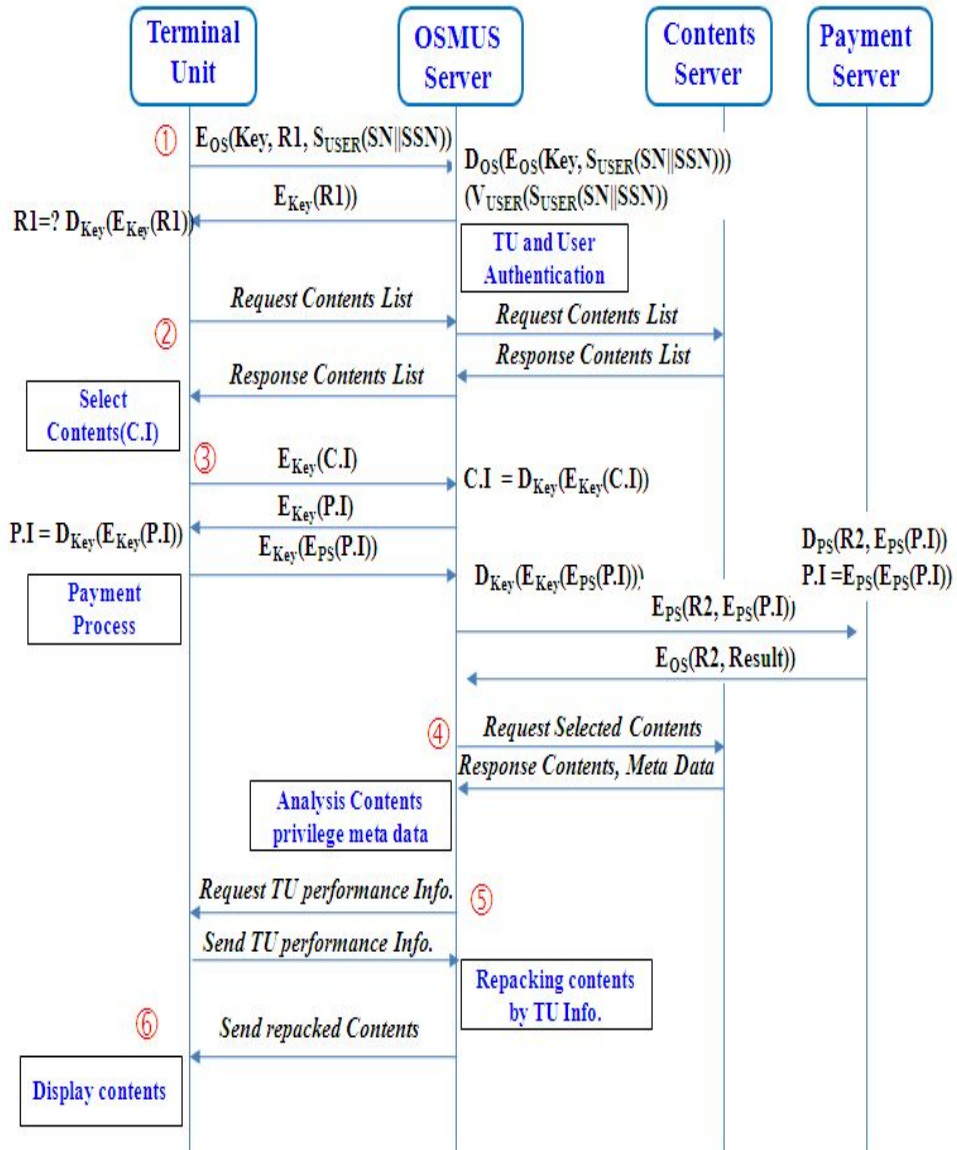 Terminal
Unit
OSMUS
Server
Contents
Server
Payment
Server
①
E_OS(Key, R1, S_USER(SN||SSN))
D_OS(E_OS(Key, S_USER(SN||SSN)))
E_Key(R1))
(V_USER(S_USER(SN||SSN))
R1=? D_Key(E_Key(R1))
TU and User
Authentication
Request Contents List
②
Request Contents List
Response Contents List
Response Contents List
Select
Contents(C.I)
③
E_Key(C.I)
C.I = D_Key(E_Key(C.I))
E_Key(P.I)
P.I = D_Key(E_Key(P.I))
E_Key(E_PS(P.I))
D_PS(R2, E_PS(P.I))
D_Key(E_Key(E_PS(P.I)))
P.I =E_PS(E_PS(P.I))
Payment
Process
E_PS(R2, E_PS(P.I))
E_OS(R2, Result))
④
Request Selected Contents
Response Contents, Meta Data
Analysis Contents
privilege meta data
Request TU performance Info.
⑤
Send TU performance Info.
Repacking contents
by TU Info.
⑥
Send repacked Contents
Display contents